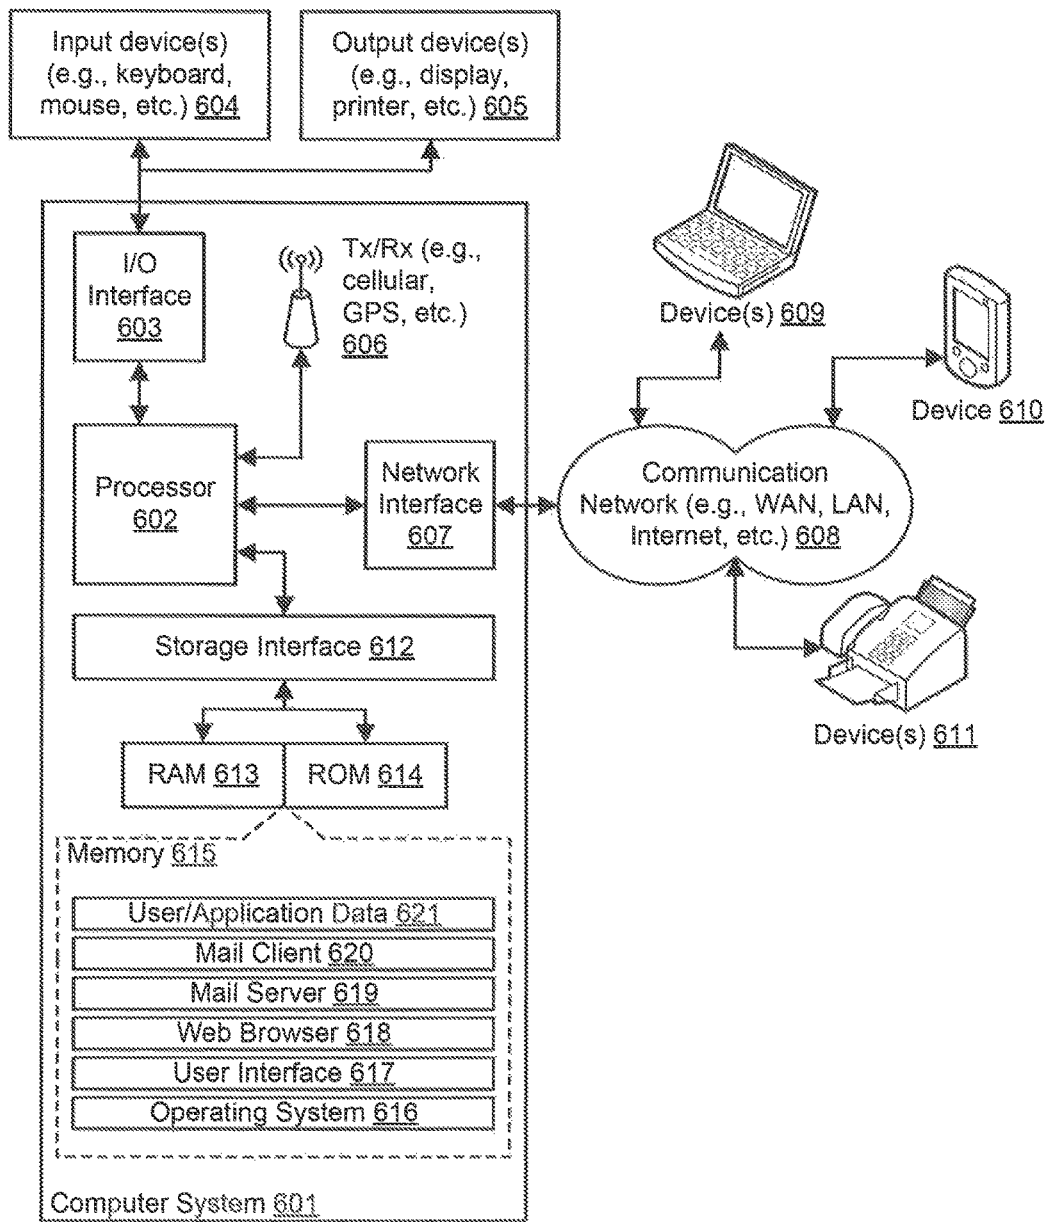 Input device(s)
(e.g., keyboard,
mouse, etc.) 604
Output device(s)
(e.g., display,
printer, etc.) 605
I/O
Interface
603
Tx/Rx (e.g.,
cellular,
GPS, etc.)
606
Device(s) 609
Device 610
Processor
602
Network
Interface
607
Communication
Network (e.g., WAN, LAN,
Internet, etc.) 608
Storage Interface 612
Device(s) 611
RAM 613
ROM 614
Memory 615
User/Application Data 621
Mail Client 620
Mail Server 619
Web Browser 618
User Interface 617
Operating System 616
Computer System 601